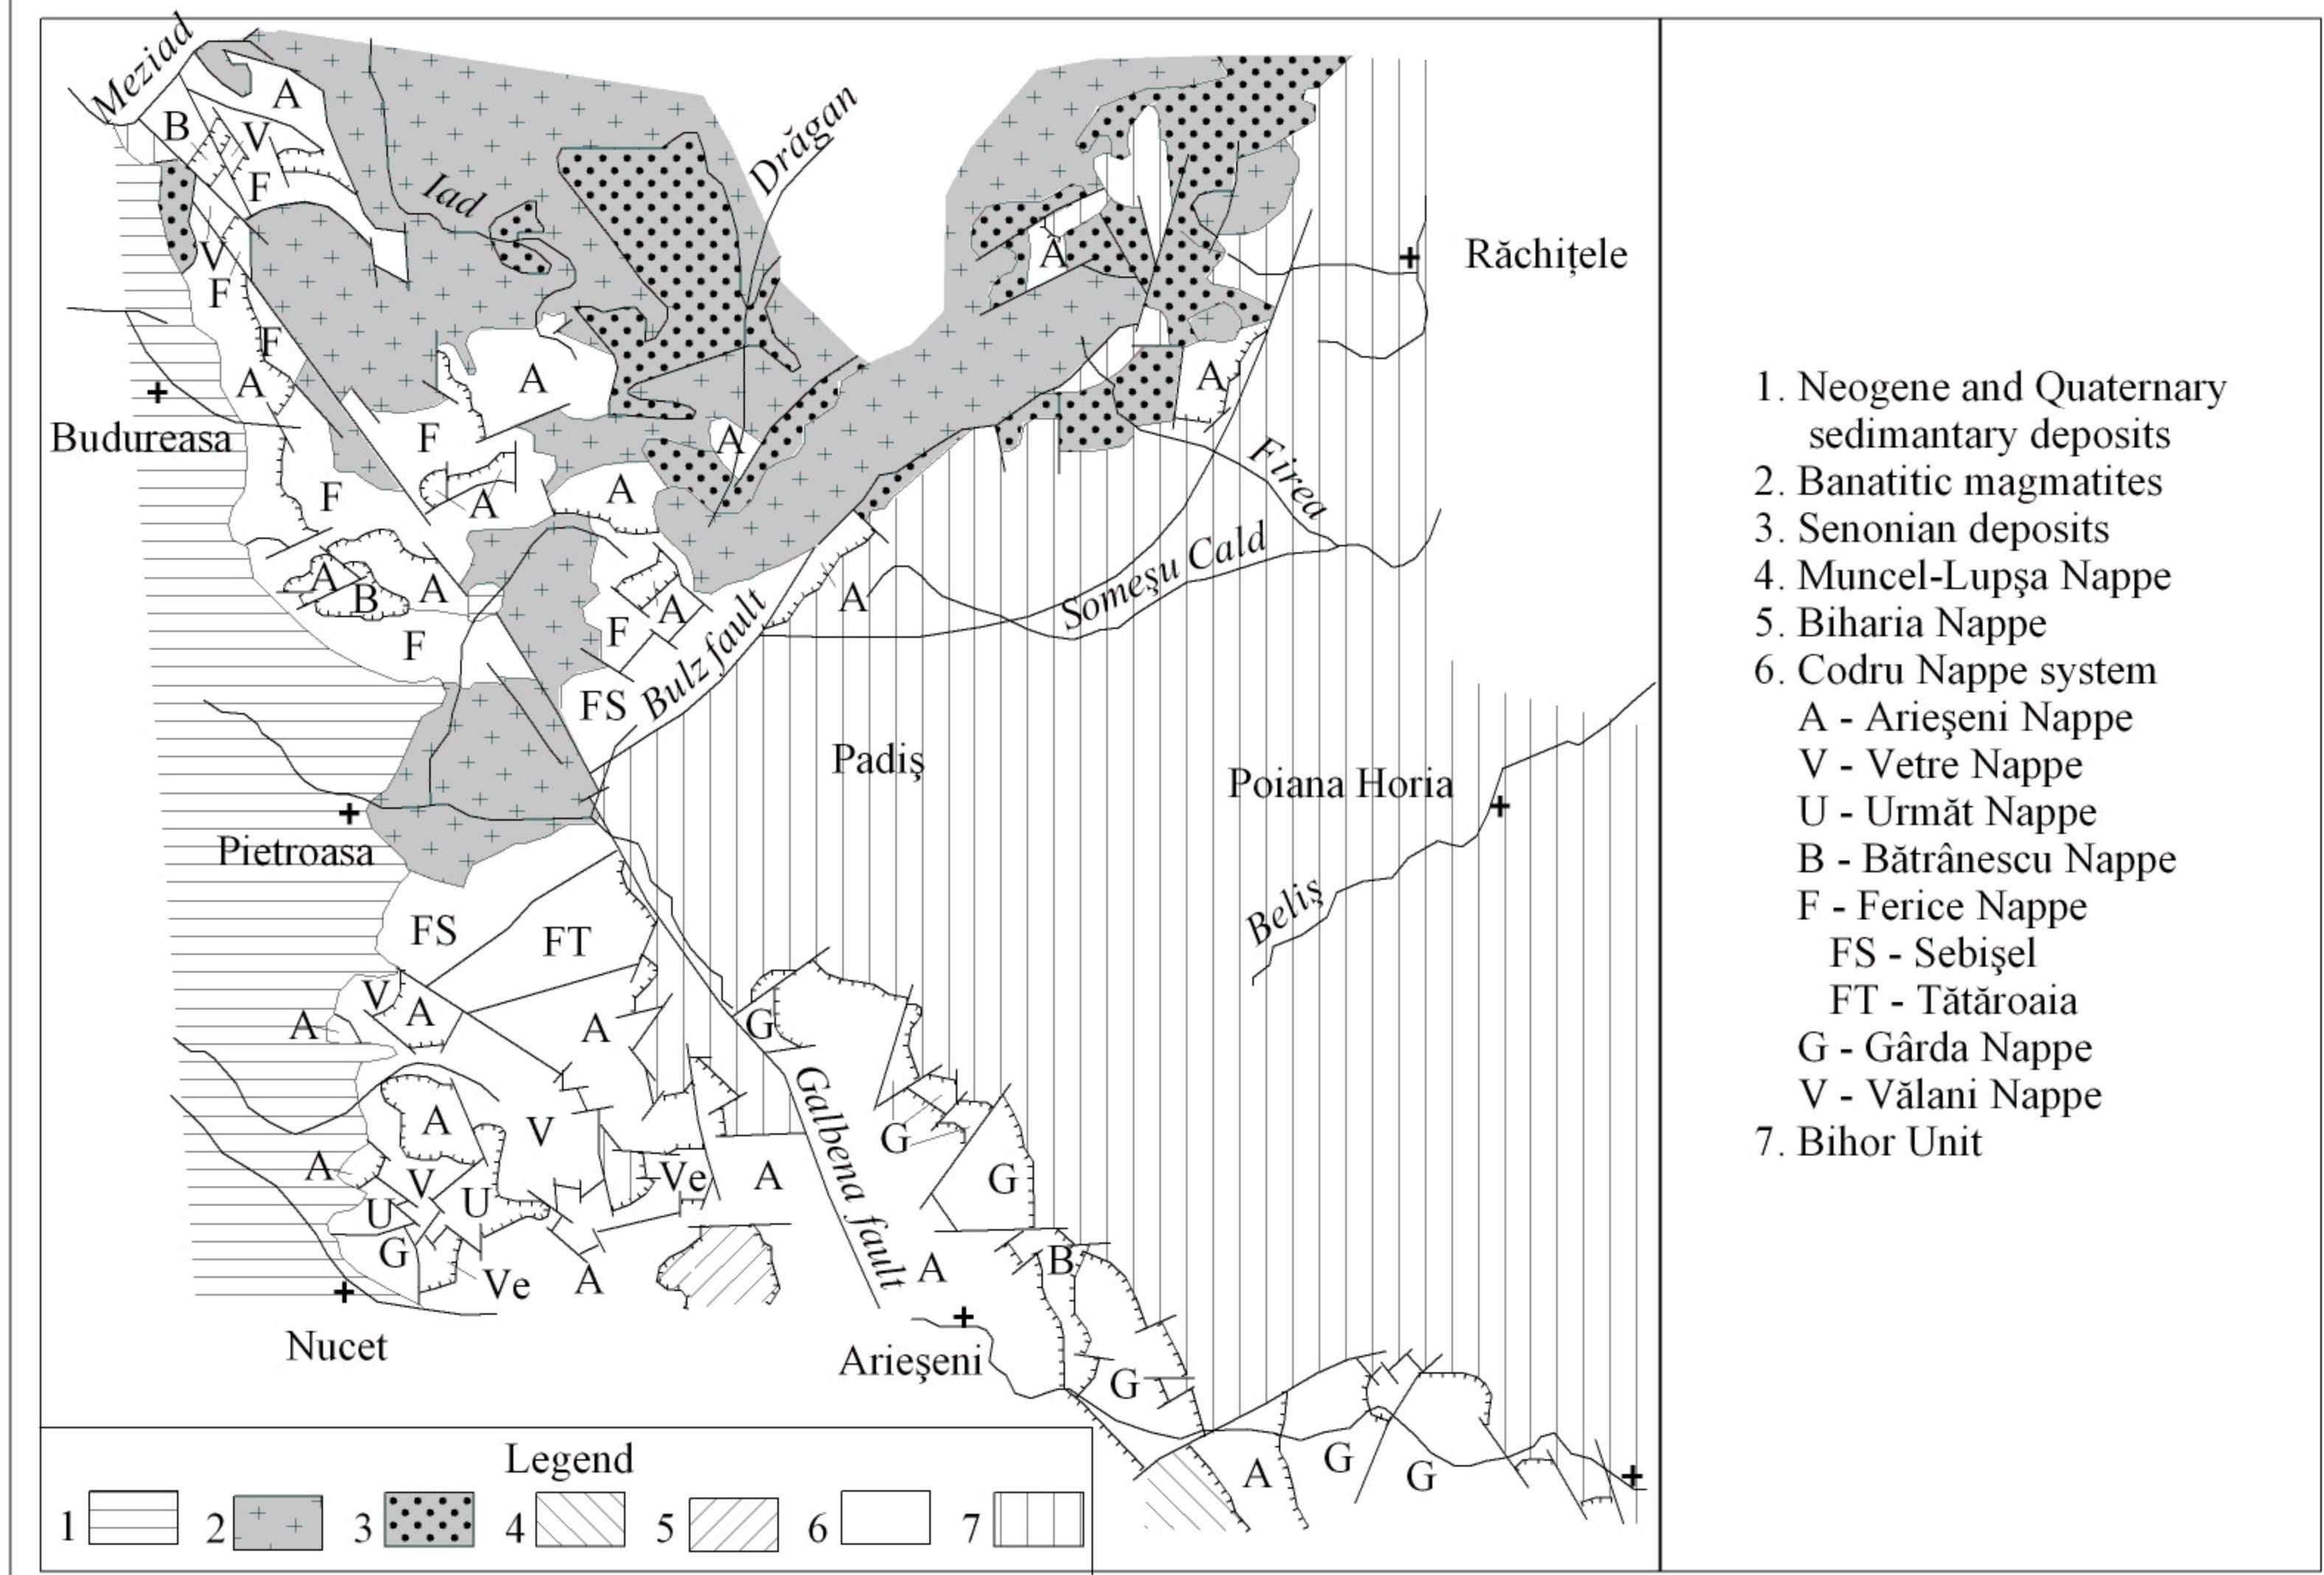 Meziad
A
B
V
F
Iad
Drăgan
A
Răchiţele
V
F
F
A
A
A
Budureasa
F
A
A
A
F
Firea
A
B
A
F
A
F
A
Someşu Cald
FS
Bulz fault
Padiş
Poiana Horia
Pietroasa
Beliş
FS
FT
V
A
A
A
G
Galbena fault
A
V
G
A
V
U
Ve
A
G
U
G
Ve
A
A
B
Nucet
Arieşeni
G
A
G
G
Legend
1
2
3
4
5
6
7
1. Neogene and Quaternary
sedimantary deposits
2. Banatitic magmatites
3. Senonian deposits
4. Muncel-Lupşa Nappe
5. Biharia Nappe
6. Codru Nappe system
A - Arieşeni Nappe
V - Vetre Nappe
U - Următ Nappe
B - Bătrânescu Nappe
F - Ferice Nappe
FS - Sebişel
FT - Tătăroaia
G - Gârda Nappe
V - Vălani Nappe
7. Bihor Unit